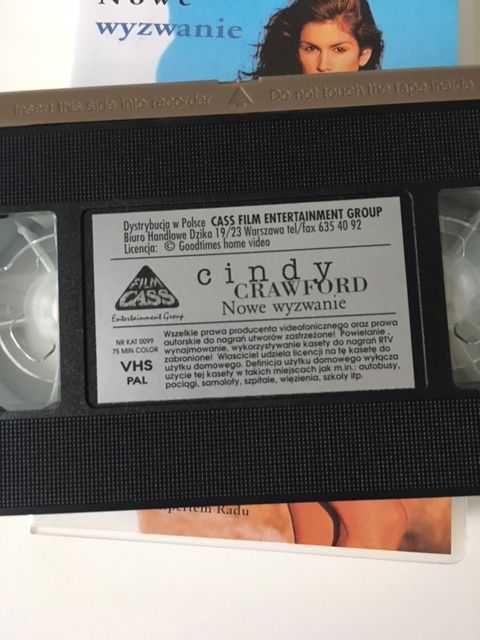 Nowe
wyzwanie
Insert this side into recorder
Do not touch the tape inside
Dystrybucja w Polsce CASS FILM ENTERTAINMENT GROUP
Biuro Handlowe Dzika 19/23 Warszawa tel/fax 635 40 92
Licencja: © Goodtimes home video
FILM
CASS
Entertainment Group
cindy
CRAWFORD
Nowe wyzwanie
NR KAT 0099
75 MIN COLOR
VHS
PAL
Wszelkie prawa producenta videofonicznego oraz prawa
autorskie do nagrań utworów zastrzeżone! Powielanie ,
wynajmowanie, wykorzystywanie kasety do nagrań RTV
zabronione! Właściciel udziela licencji na tę kasetę do
użytku domowego. Definicja użytku domowego wyłącza
użycie tej kasety w takich miejscach jak m.in.: autobusy,
pociągi, samoloty, szpitale, więzienia, szkoły itp.
Radu